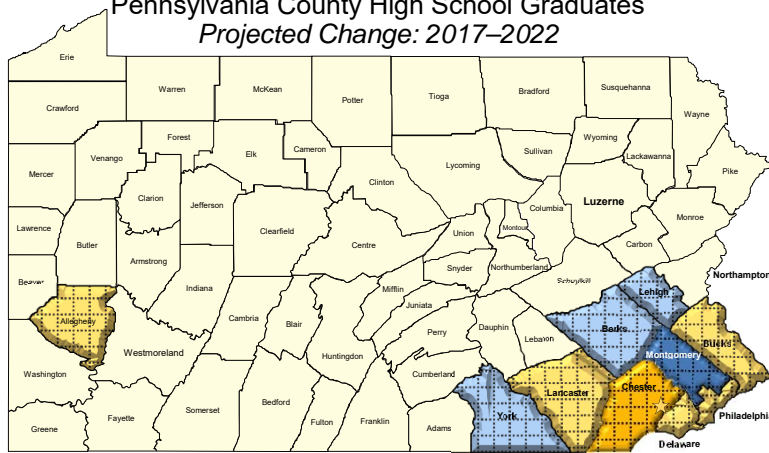 Pennsylvania County High School Graduates
Projected Change: 2017–2022
Erie
Warren
McKean
Potter
Tioga
Bradford
Susquehanna
Crawford
Wayne
Forest
Wyoming
Venango
Elk
Cameron
Sullivan
Lackawanna
Mercer
Lycoming
Pike
Clinton
Clarion
Jefferson
Luzerne
Columbia
Monroe
Lawrence
Clearfield
Montour
Butler
Centre
Union
Carbon
Armstrong
Snyder
Northumberland
Northampton
Beaver
Indiana
Schuylkill
Mifflin
Lehigh
Allegheny
Cambria
Juniata
Blair
Perry
Dauphin
Berks
Lebanon
Bucks
Westmoreland
Huntingdon
Montgomery
Washington
Cumberland
Chester
Lancaster
Somerset
Bedford
York
Philadelphia
Greene
Fayette
Fulton
Franklin
Adams
Delaware